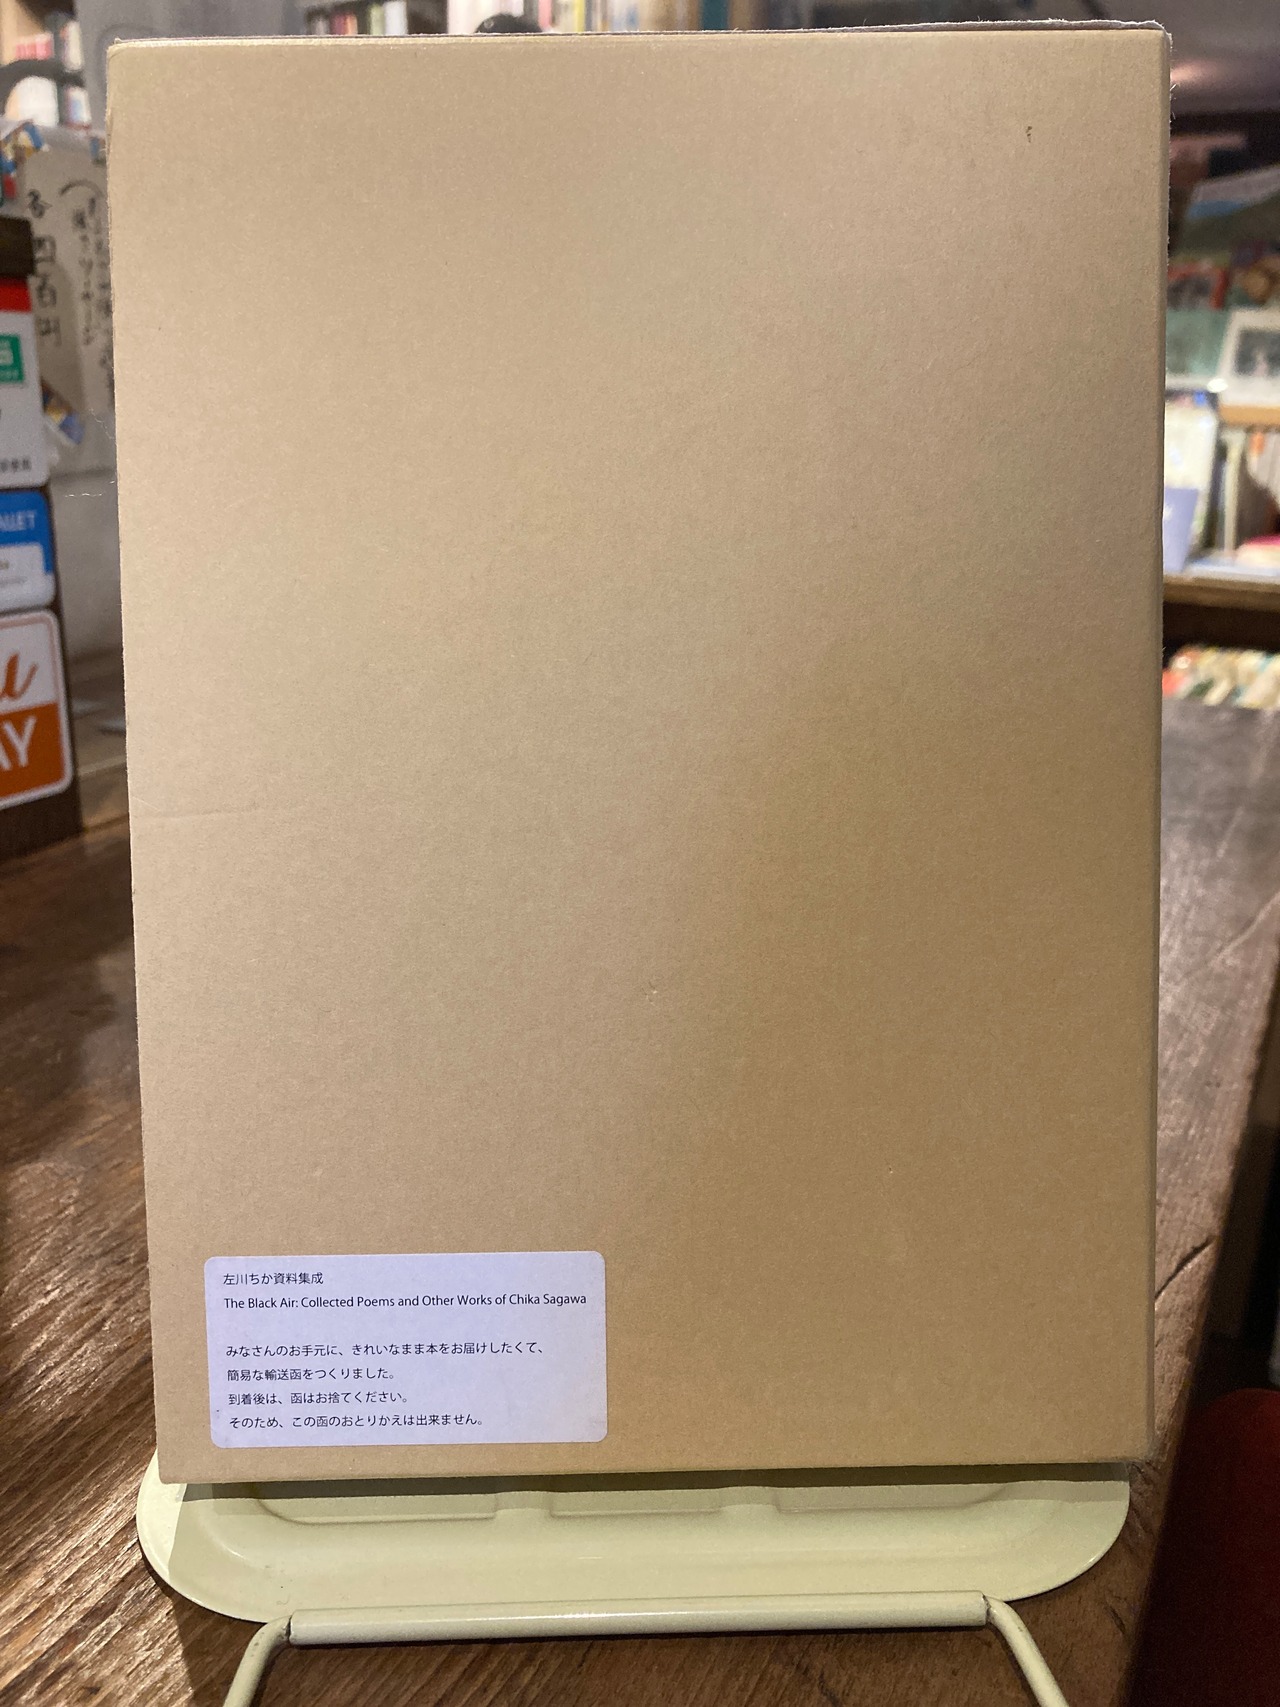 左川ちか資料集成
The Black Air: Collected Poems and Other Works of Chika Sagawa
みなさんのお手元に、きれいなまま本をお届けしたくて、
簡易な輸送函をつくりました。
到着後は、函はお捨てください。
そのため、この函のおとりかえは出来ません。